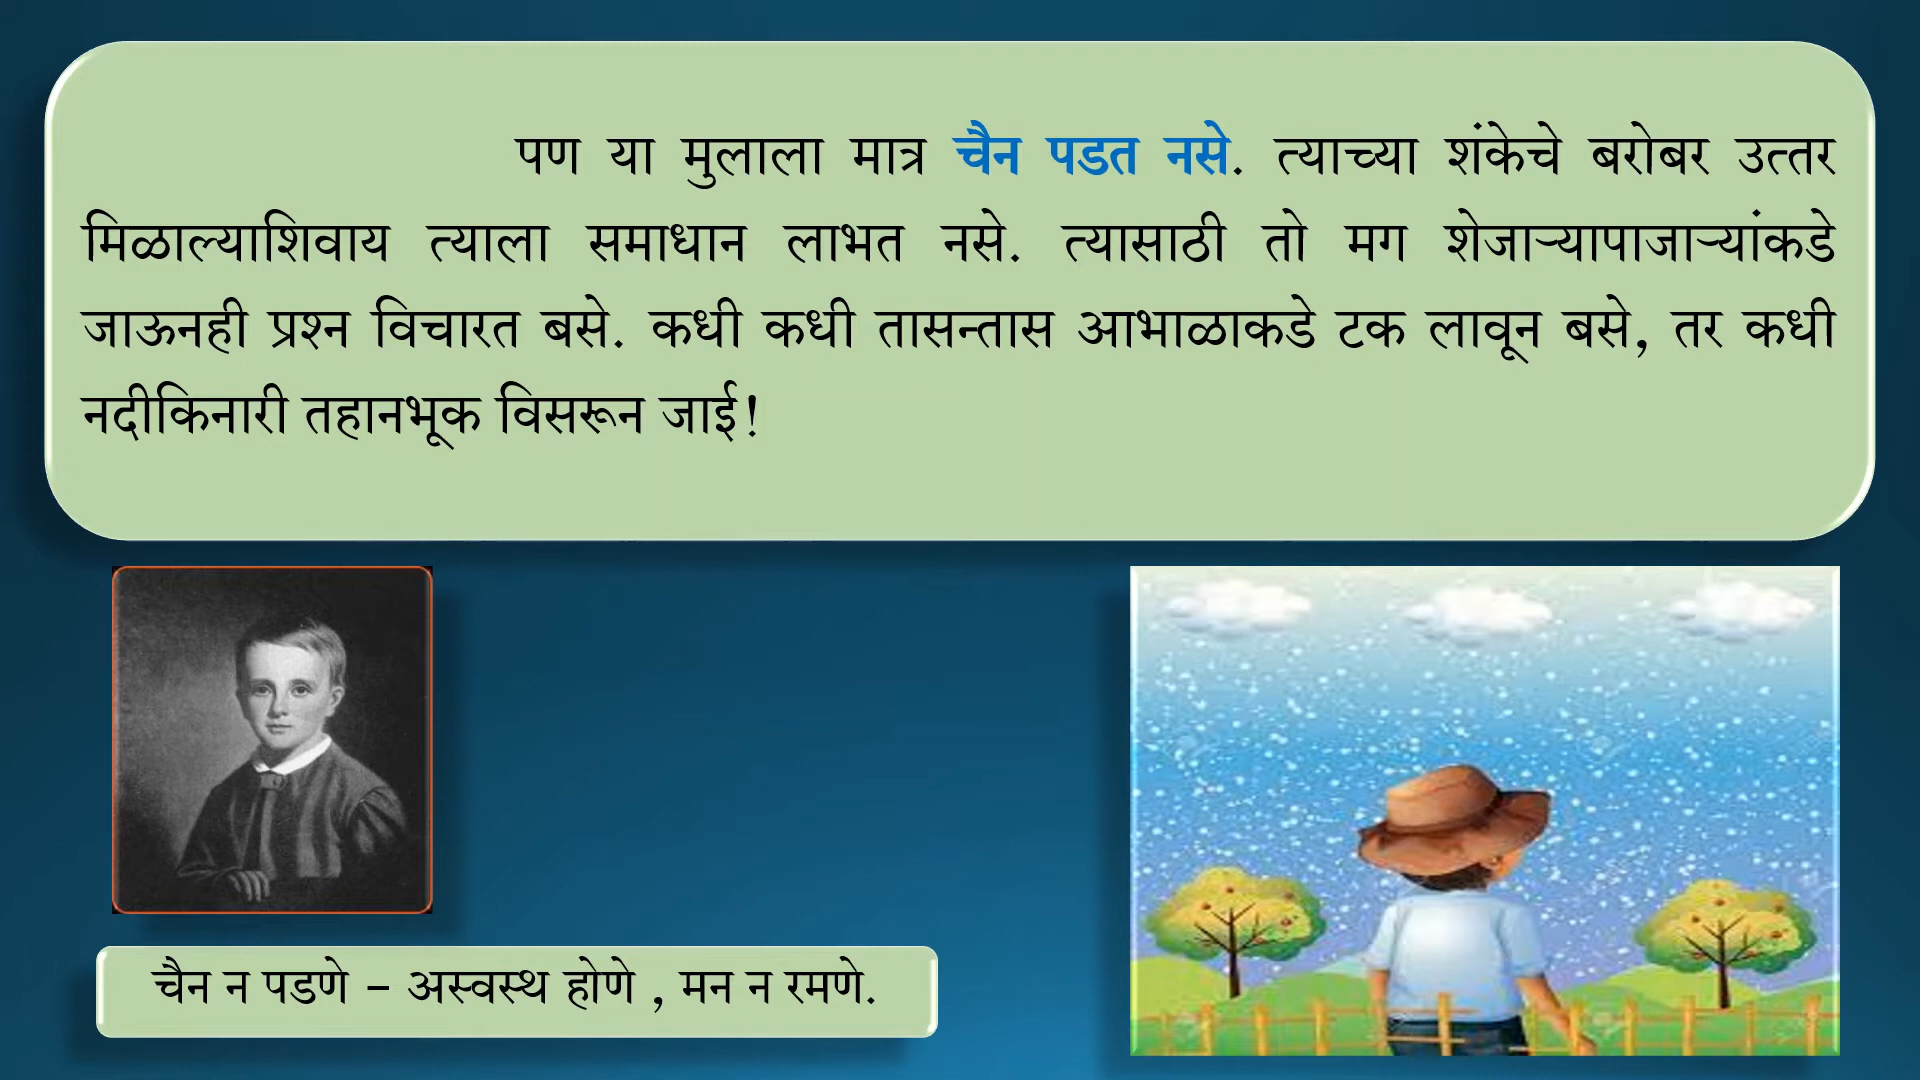 पण या मुलाला मात्र चैन पडत नसे. त्याच्या शंकेचे बरोबर उत्तर
मिळाल्याशिवाय त्याला समाधान लाभत नसे. त्यासाठी तो मग शेजाऱ्यापाजाऱ्यांकडे
जाऊनही प्रश्न विचारत बसे. कधी कधी तासन्तास आभाळाकडे टक लावून बसे, तर कधी
नदीकिनारी तहानभूक विसरून जाई!
चैन न पडणे – अस्वस्थ होणे , मन न रमणे.